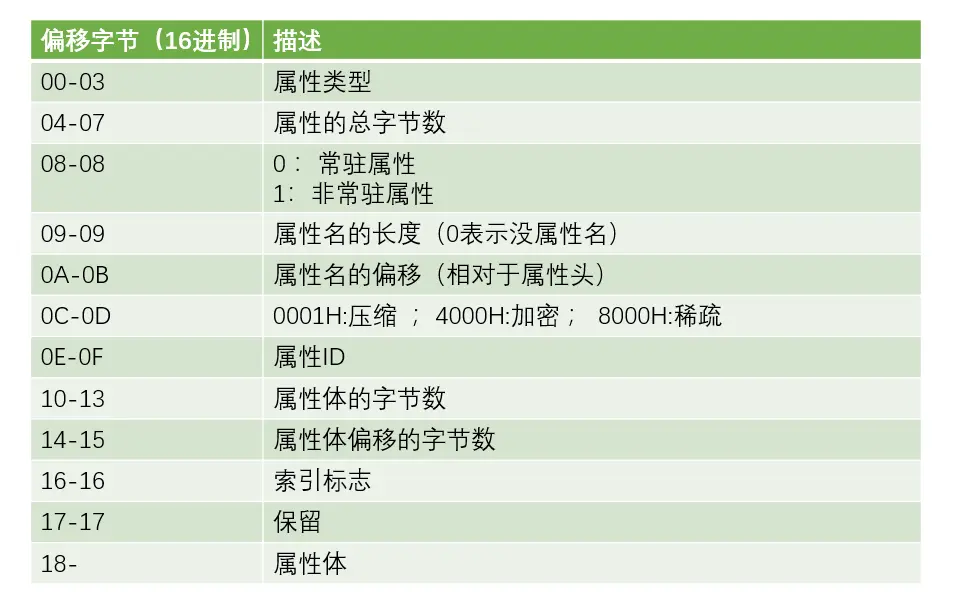 偏移字节（16进制） 描述
00-03 属性类型
04-07 属性的总字节数
08-08 0： 常驻属性
1： 非常驻属性
09-09 属性名的长度（0表示没属性名）
0A-0B 属性名的偏移（相对于属性头）
0C-0D 0001H:压缩 ；4000H:加密； 8000H:稀疏
0E-0F 属性ID
10-13 属性体的字节数
14-15 属性体偏移的字节数
16-16 索引标志
17-17 保留
18- 属性体